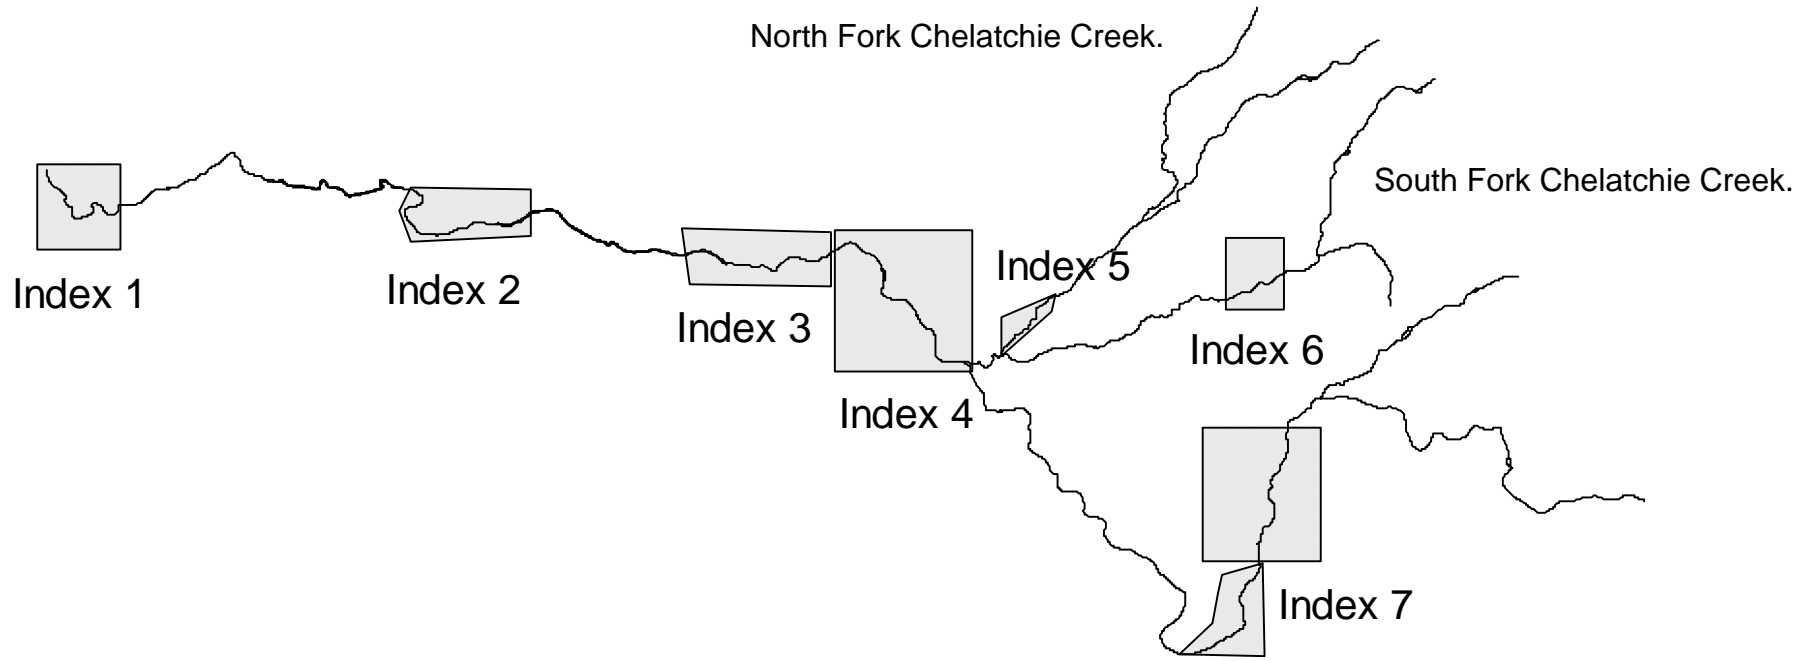 North Fork Chelatchie Creek.
South Fork Chelatchie Creek.
Index 1
Index 2
Index 3
Index 4
Index 5
Index 6
Index 7